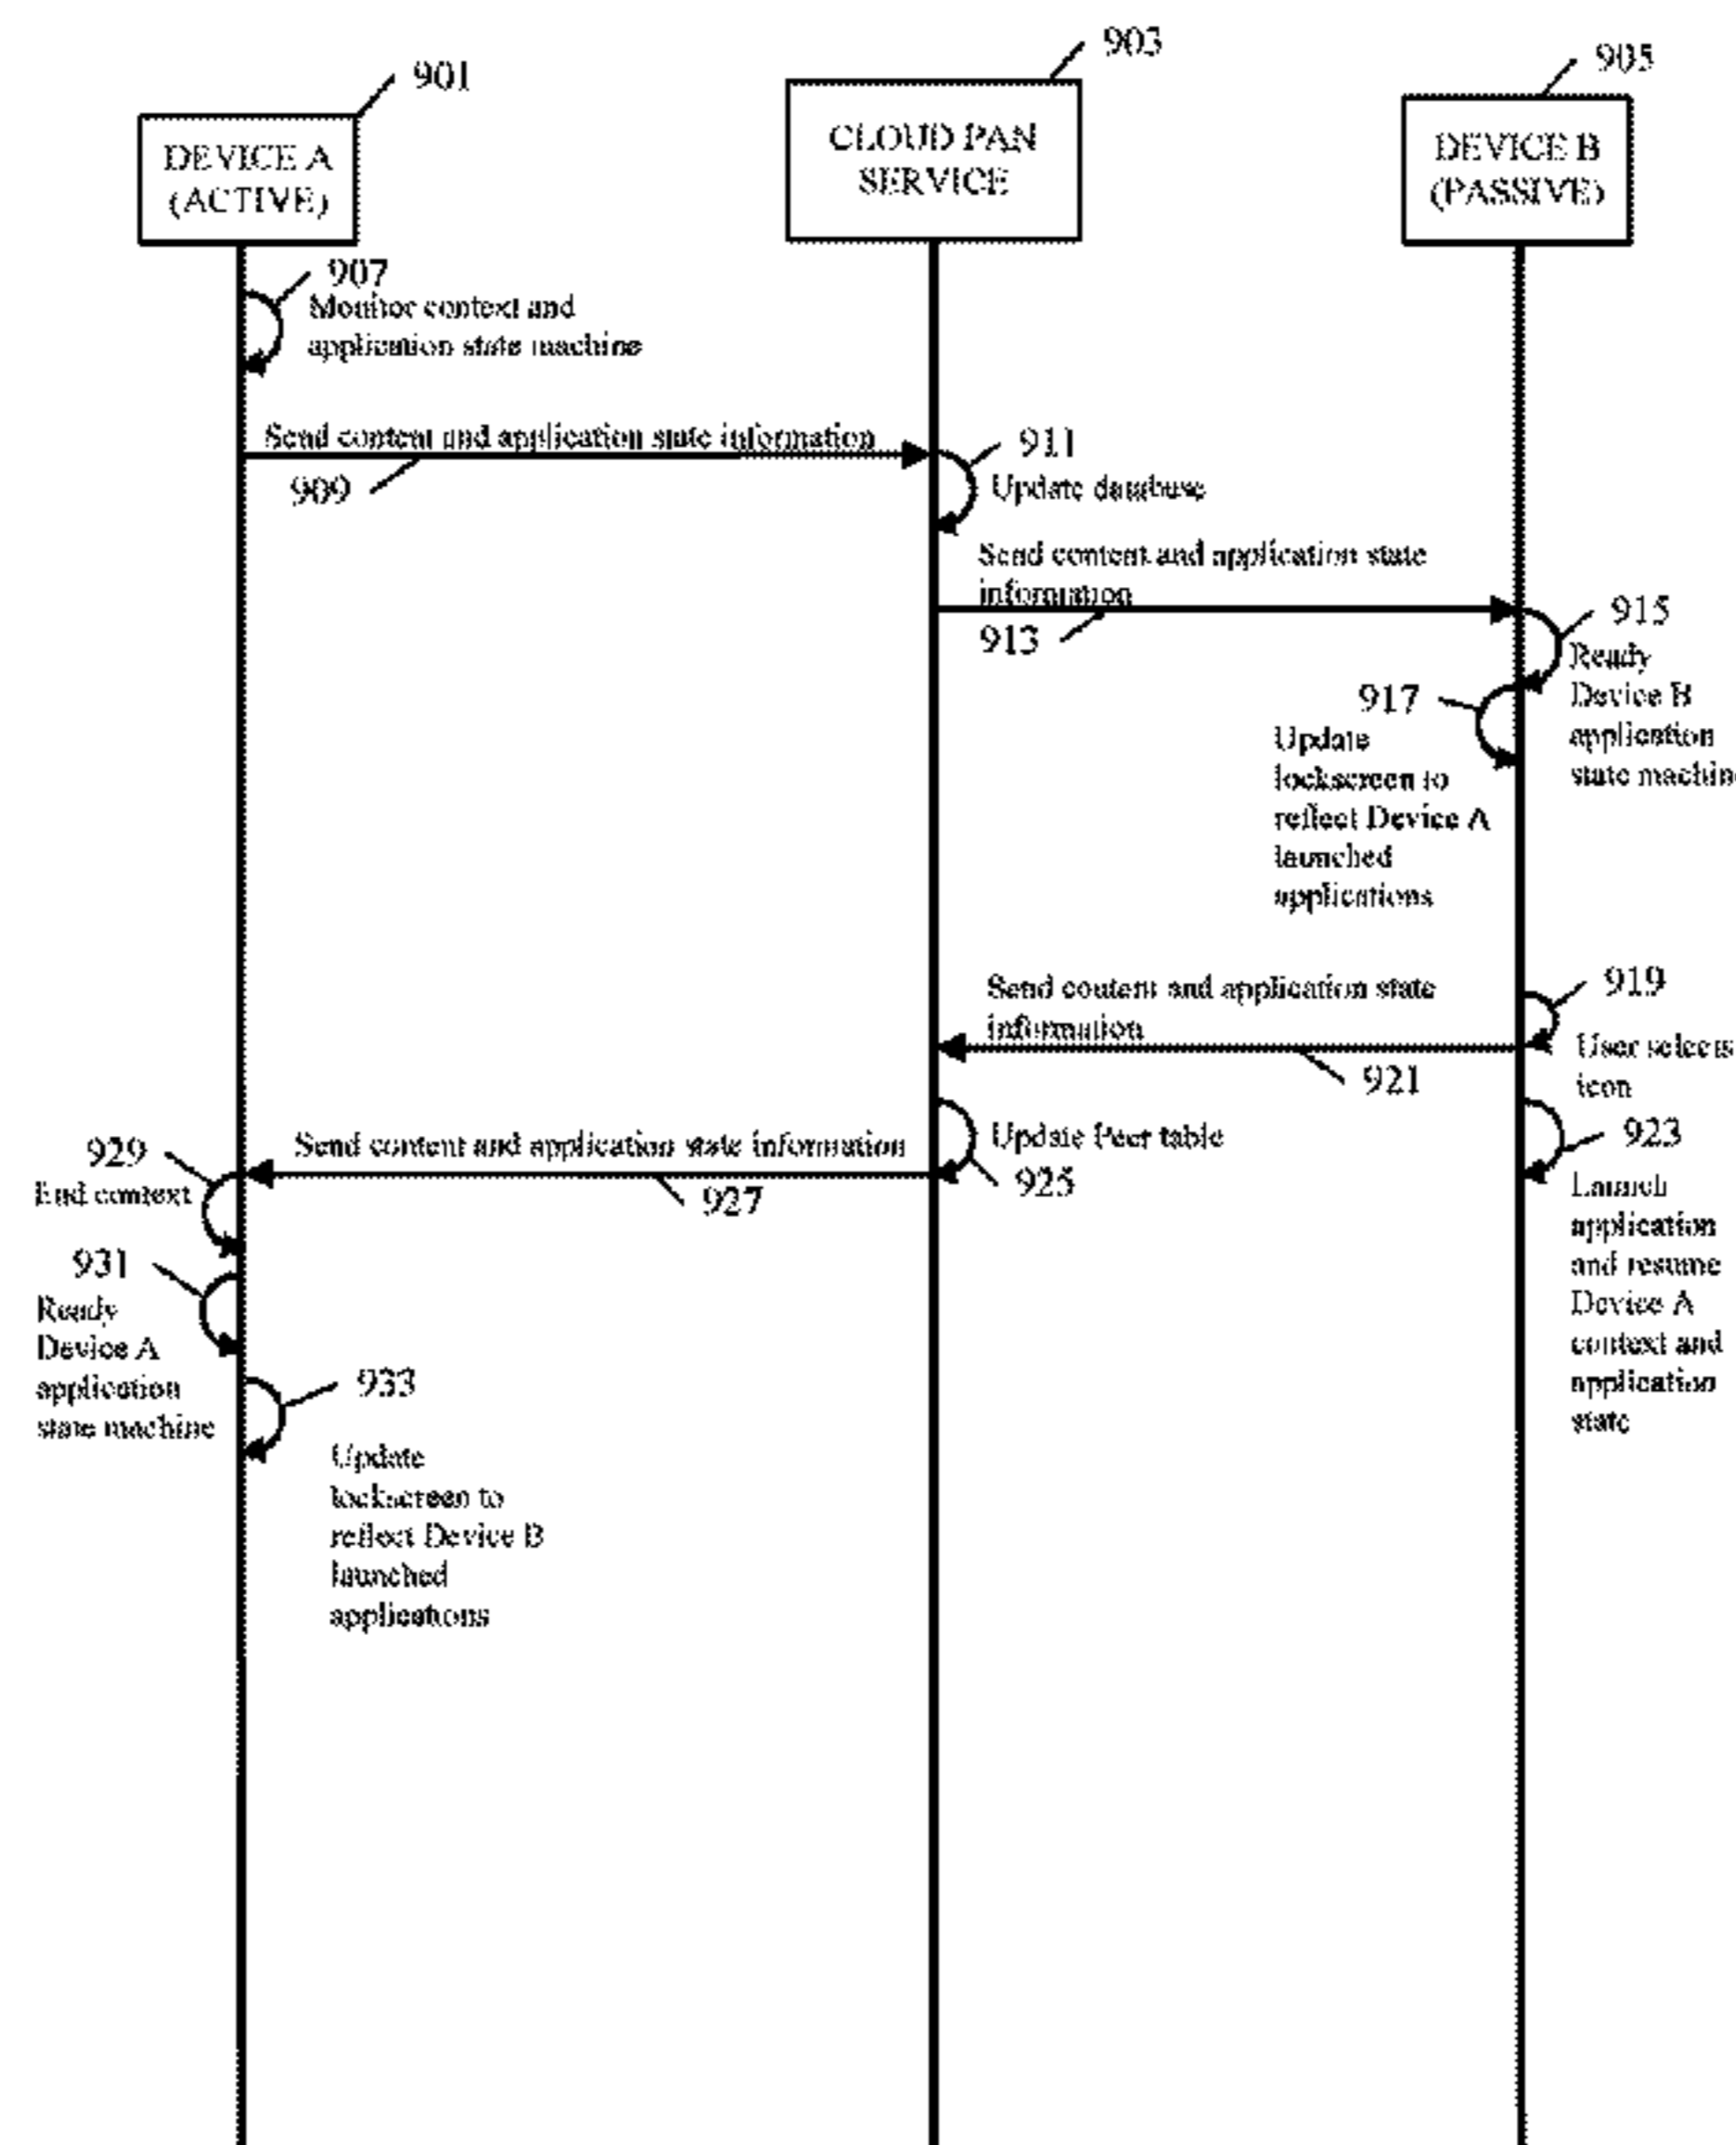 901
903
905
DEVICE A
(ACTIVE)
CLOUD PAN
SERVICE
DEVICE B
(PASSIVE)
907
Monitor context and
application state machine
Send content and application state information
909
911
Update database
Send content and application state
information
913
915
Ready
Device B
application
state machin
917
Update
lockscreen to
reflect Device A
launched
applications
919
User selects
icon
Send content and application state
information
921
923
Launch
application
and resume
Device A
context and
application
state
Update Peer table
925
Send content and application state information
927
929
End context
931
Ready
Device A
application
state machine
933
Update
lockscreen to
reflect Device B
launched
applications